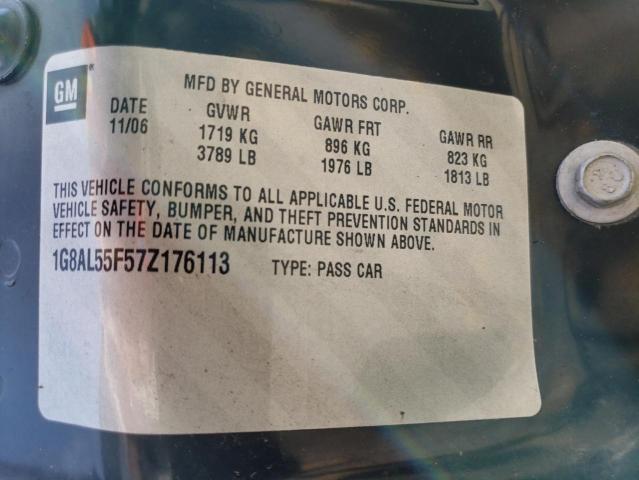 GM
MFD BY GENERAL MOTORS CORP.
DATE GVWR GAWR FRT GAWR RR
11/06 1719 KG 896 KG 823 KG
3789 LB 1976 LB 1813 LB
THIS VEHICLE CONFORMS TO ALL APPLICABLE U.S. FEDERAL MOTOR
VEHICLE SAFETY, BUMPER, AND THEFT PREVENTION STANDARDS IN
EFFECT ON THE DATE OF MANUFACTURE SHOWN ABOVE.
1G8AL55F57Z176113 TYPE: PASS CAR